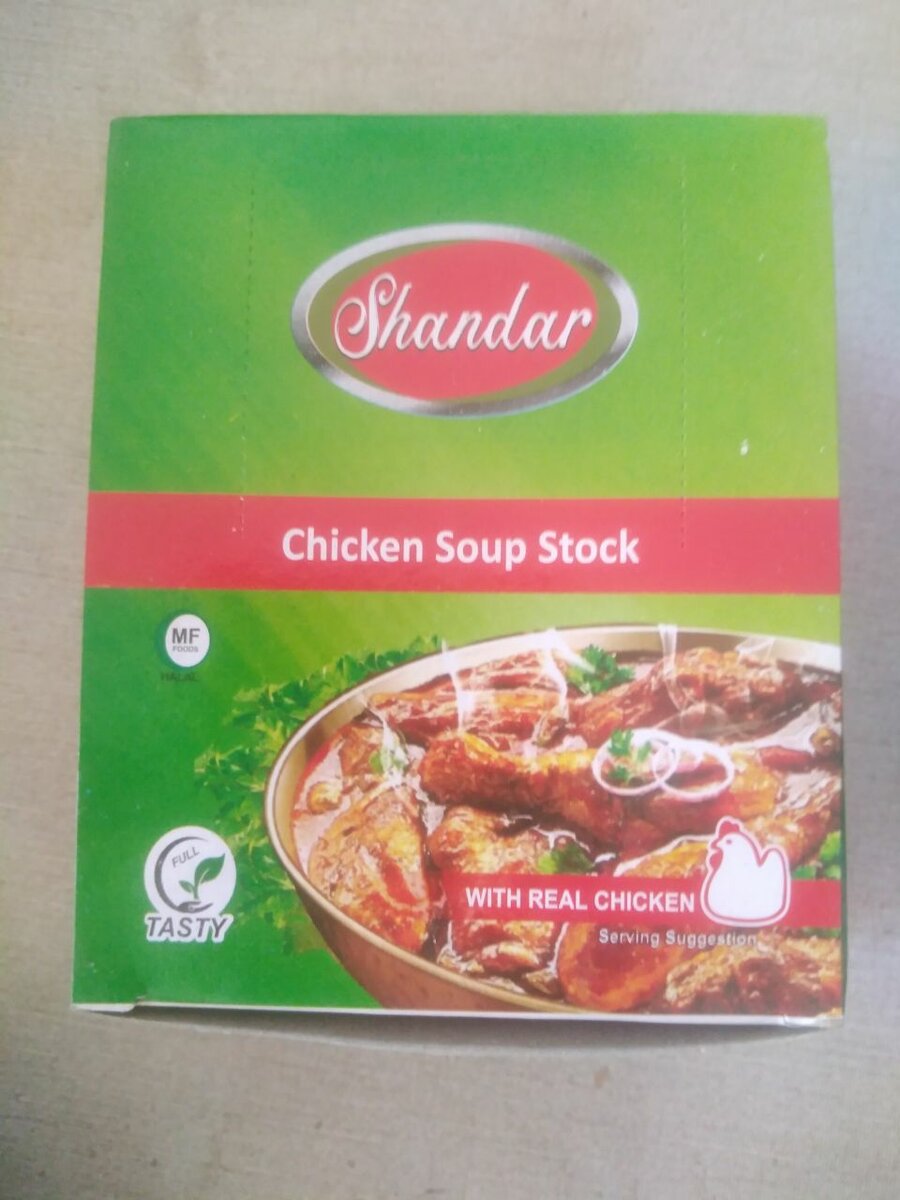 Shandar
Chicken Soup Stock
MF
FOODS
HALAL
FULL
TASTY
WITH REAL CHICKEN
Serving Suggestion